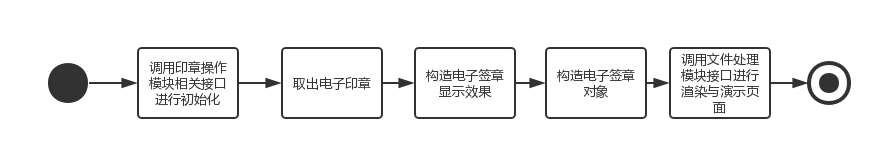 调用印章操作
模块相关接口
进行初始化
取出电子印章
构造电子签章
显示效果
构造电子签章
对象
调用文件处理
模块接口进行
渲染与演示页
面